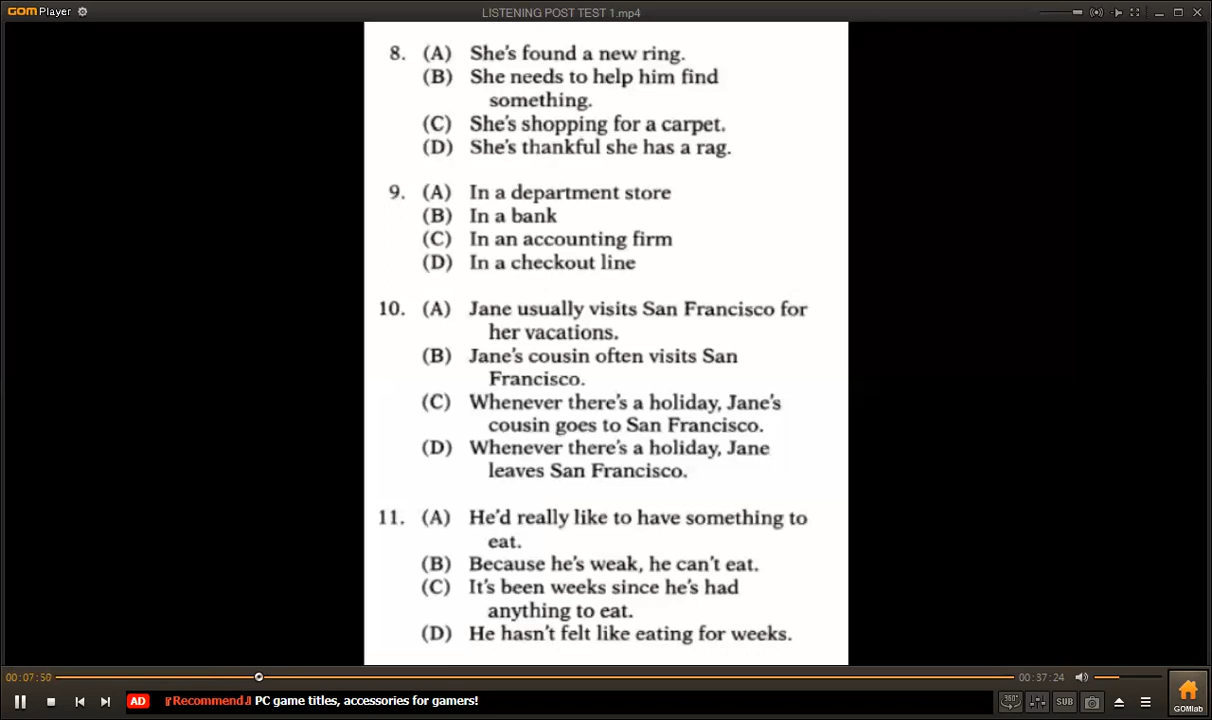 GOM Player
LISTENING POST TEST 1.mp4
8. (A) She's found a new ring.
(B) She needs to help him find
something.
(C) She's shopping for a carpet.
(D) She's thankful she has a rag.
9. (A) In a department store
(B) In a bank
(C) In an accounting firm
(D) In a checkout line
10. (A) Jane usually visits San Francisco for
her vacations.
(B) Jane's cousin often visits San
Francisco.
(C) Whenever there's a holiday, Jane's
cousin goes to San Francisco.
(D) Whenever there's a holiday, Jane
leaves San Francisco.
11. (A) He'd really like to have something to
eat.
(B) Because he's weak, he can't eat.
(C) It's been weeks since he's had
anything to eat.
(D) He hasn't felt like eating for weeks.
00:07:50 00:37:24
AD 『Recommend』 PC game titles, accessories for gamers! 360° SUB GOMlab